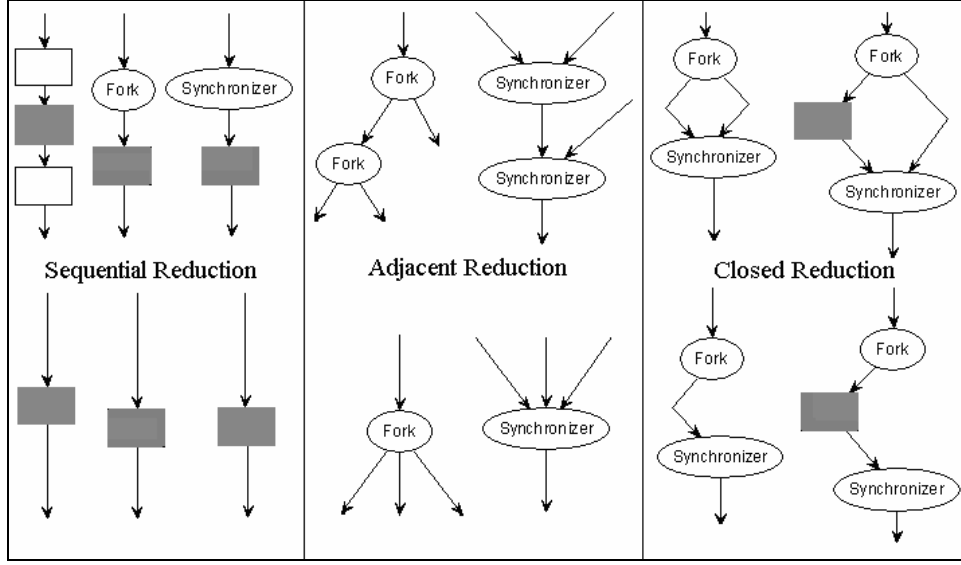 Fork
Synchronizer
Sequential Reduction
Fork
Fork
Synchronizer
Synchronizer
Adjacent Reduction
Fork
Synchronizer
Fork
Synchronizer
Fork
Synchronizer
Closed Reduction
Fork
Synchronizer
Fork
Synchronizer